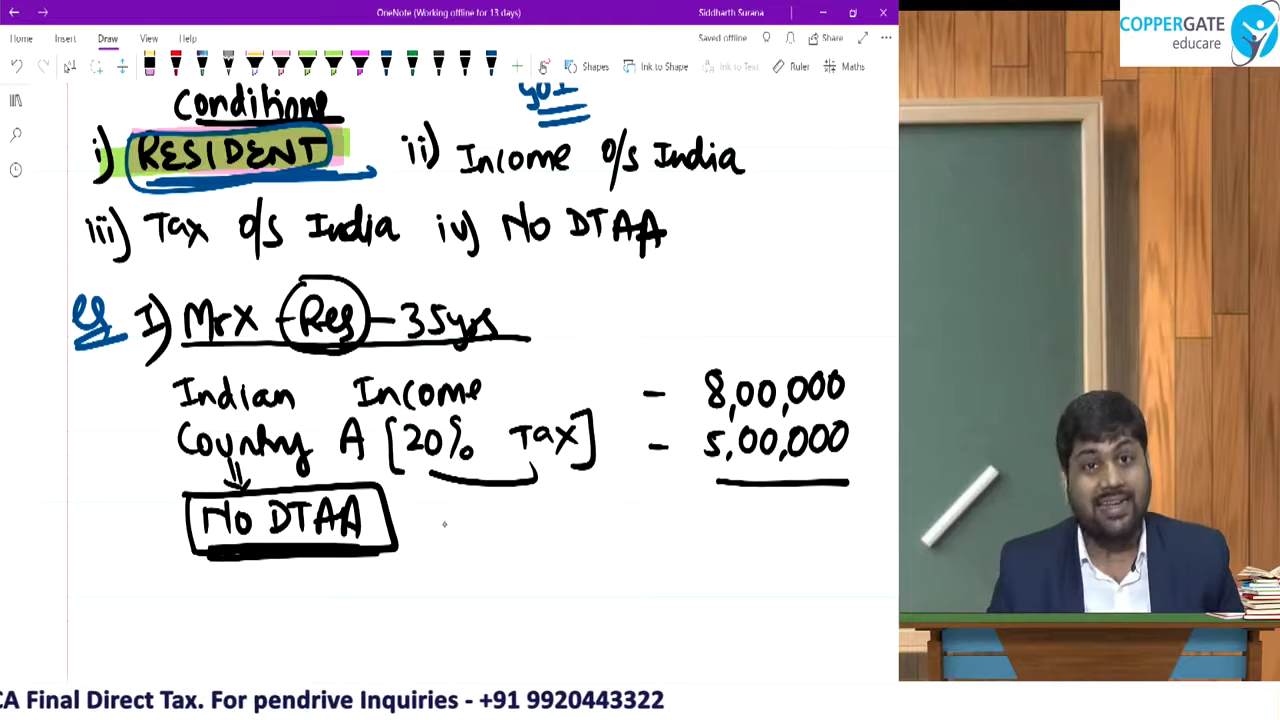 OneNote (Working offline for 13 days)
Siddharth Surana
COPPERGATE
educare
Home Insert Draw View Help
Saved offline
Share
Shapes
Ink to Shape
Ink to Text
Ruler
Maths
Conditions
i) RESIDENT ii) Income o/s India
iii) Tax o/s India iv) No DTAA
eg I) Mr X - Res - 35yrs
Indian Income - 8,00,000
Country A [20% Tax] - 5,00,000
No DTAA
CA Final Direct Tax. For pendrive Inquiries - +91 9920443322